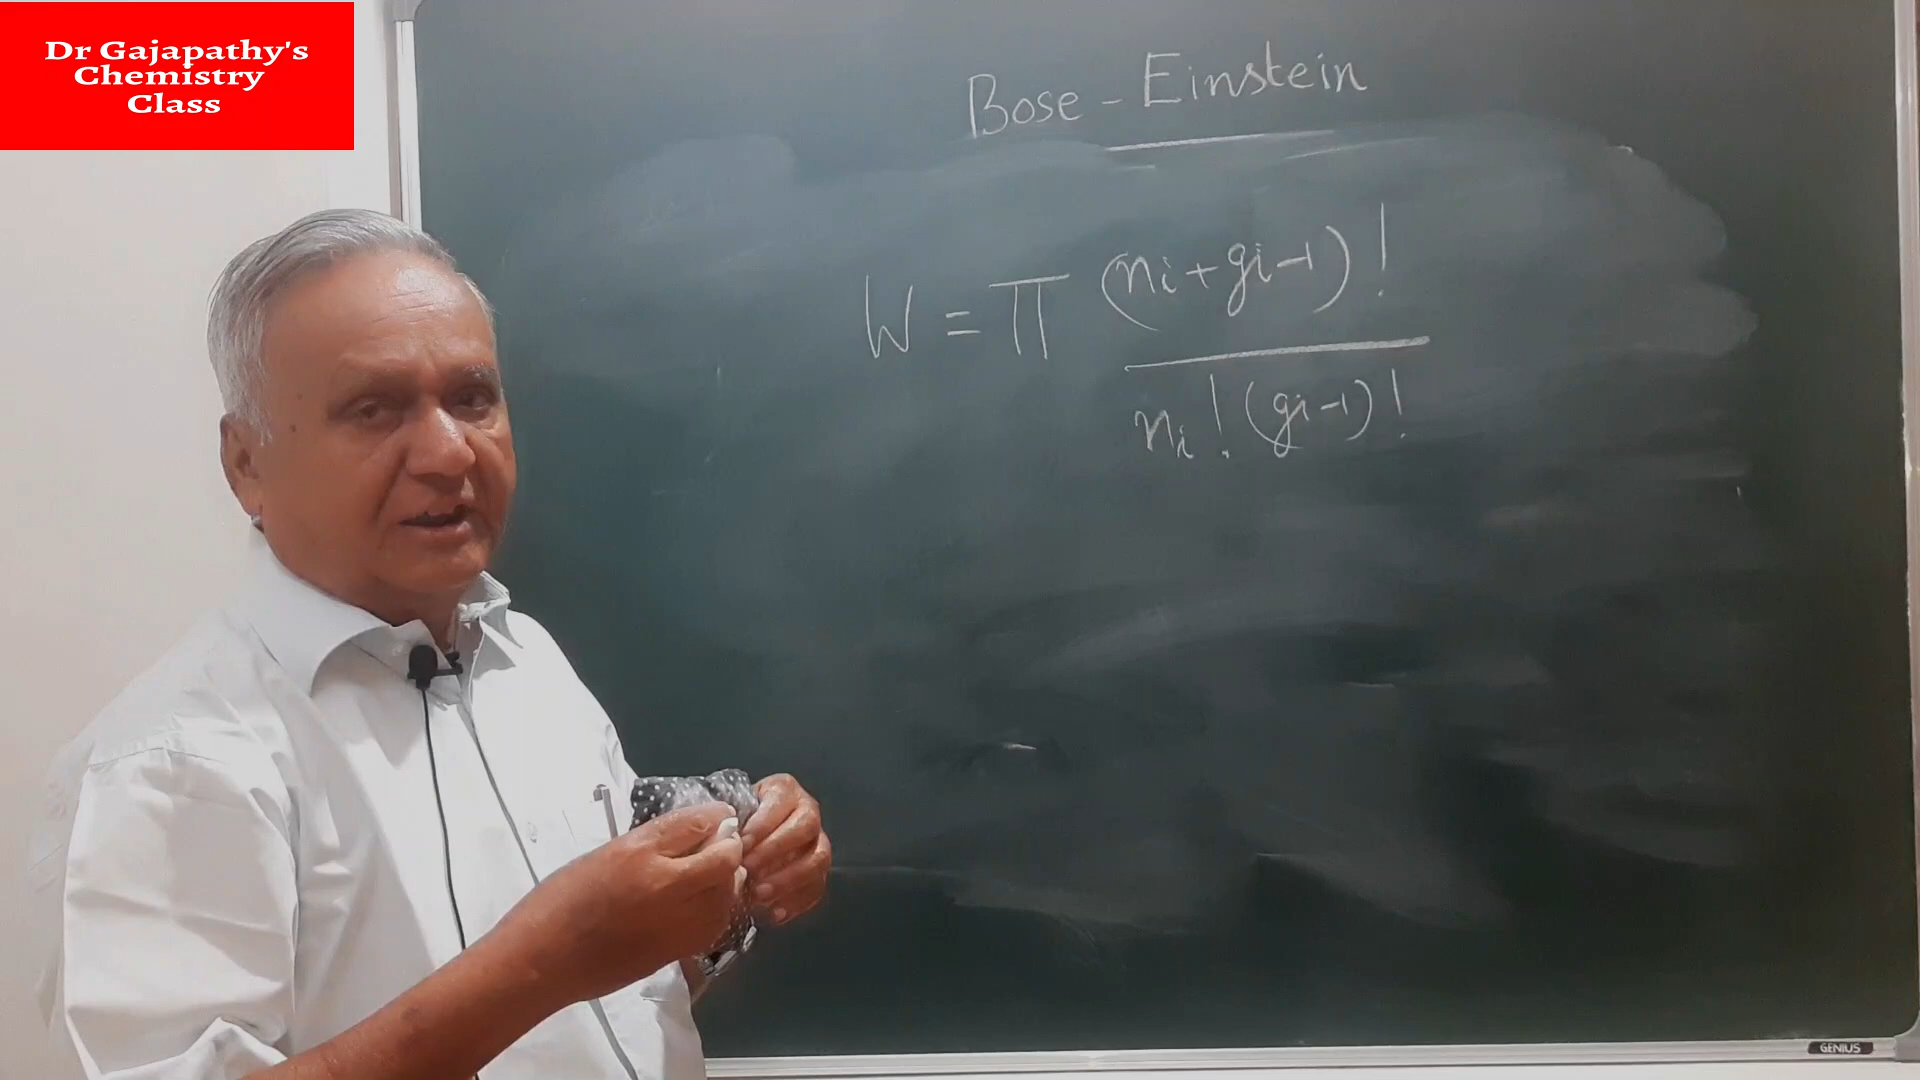 Dr Gajapathy's
Chemistry
Class
Bose - Einstein
W = π (ni+gi-1)!
ni! (gi-1)!
GENIUS